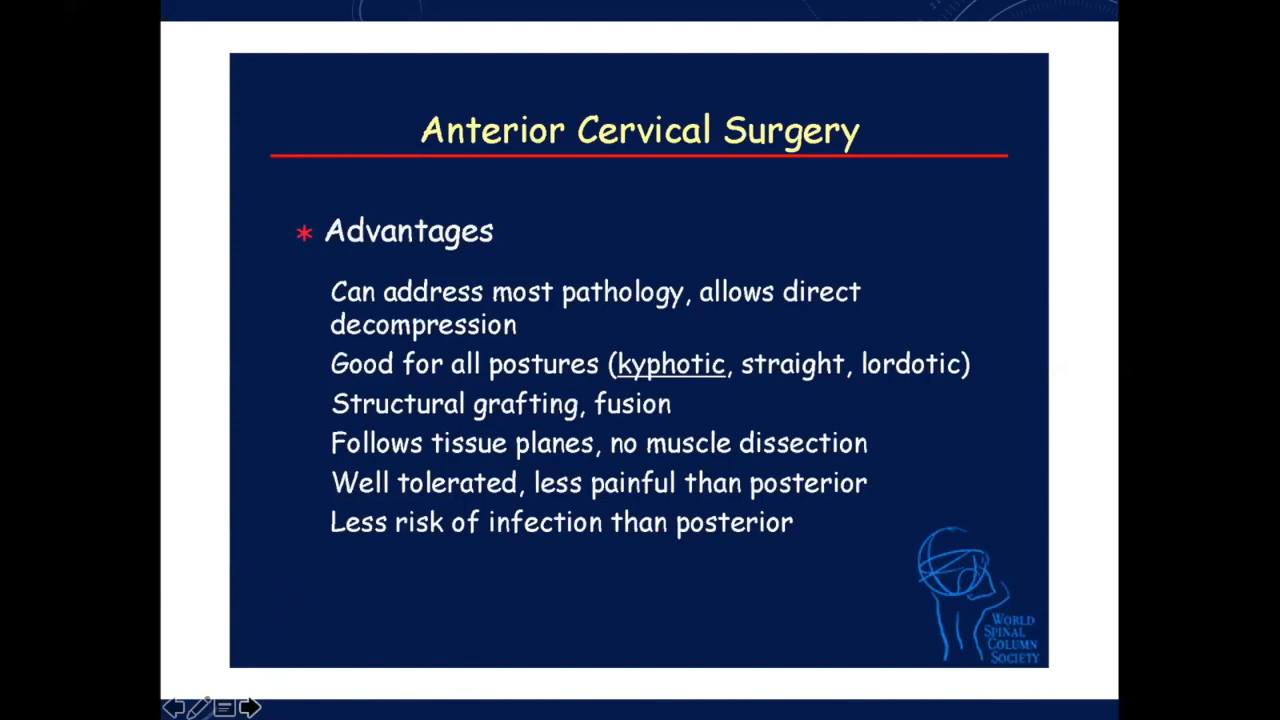 Anterior Cervical Surgery
* Advantages
Can address most pathology, allows direct
decompression
Good for all postures (kyphotic, straight, lordotic)
Structural grafting, fusion
Follows tissue planes, no muscle dissection
Well tolerated, less painful than posterior
Less risk of infection than posterior
WORLD
SPINAL
COLUMN
SOCIETY